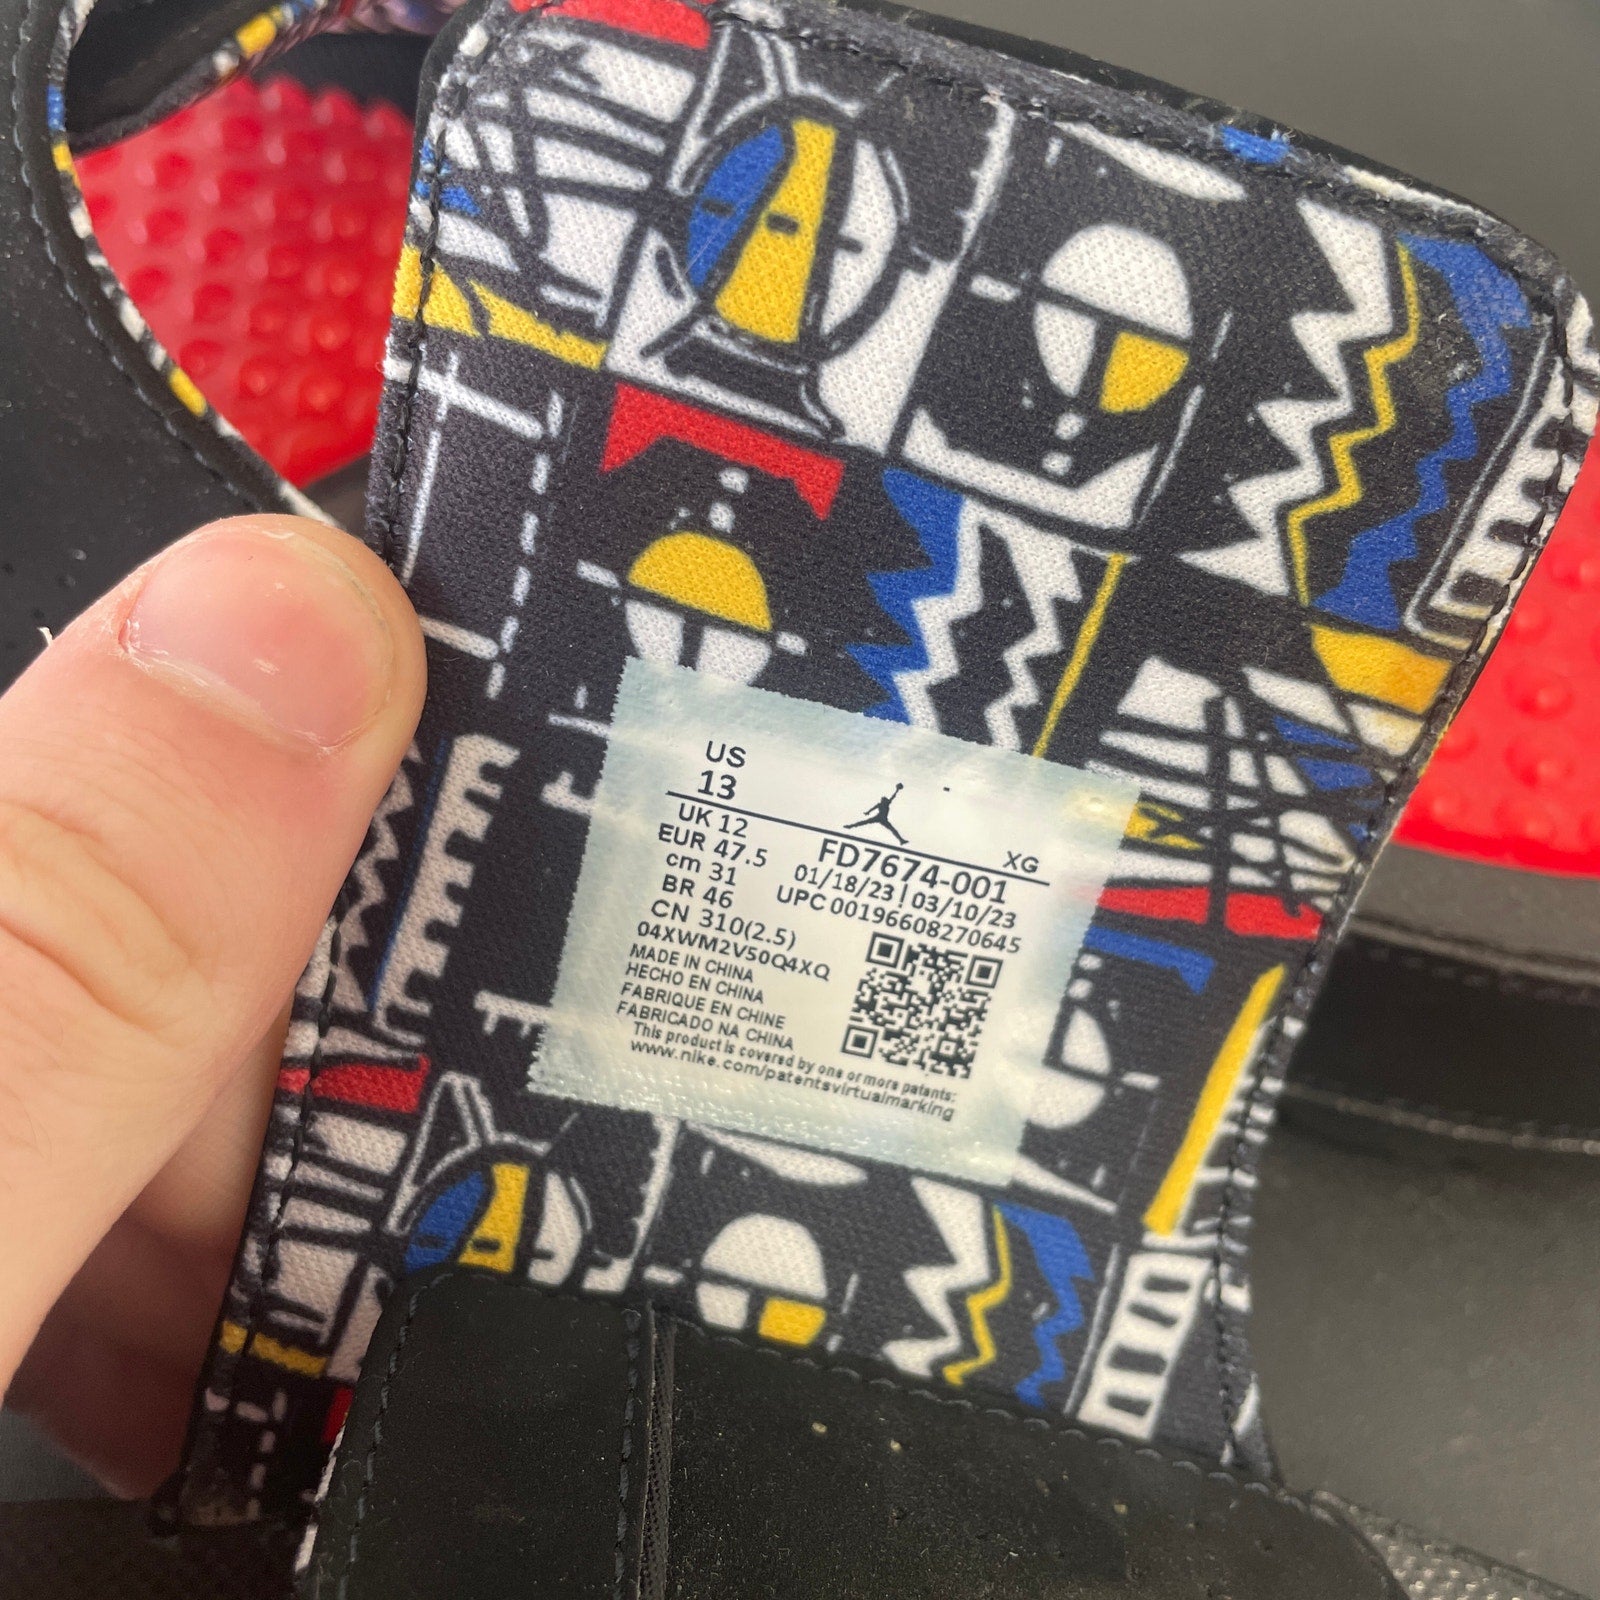 US
13
XG
UK 12
FD7674-001
EUR 47.5
01/18/23 | 03/10/23
cm 31
UPC 00196608270645
BR 46
CN 310(2.5)
04XWM2V50Q4XQ
MADE IN CHINA
HECHO EN CHINA
FABRIQUE EN CHINE
FABRICADO NA CHINA
This product is covered by one or more patents:
www.nike.com/patentsvirtualmarking